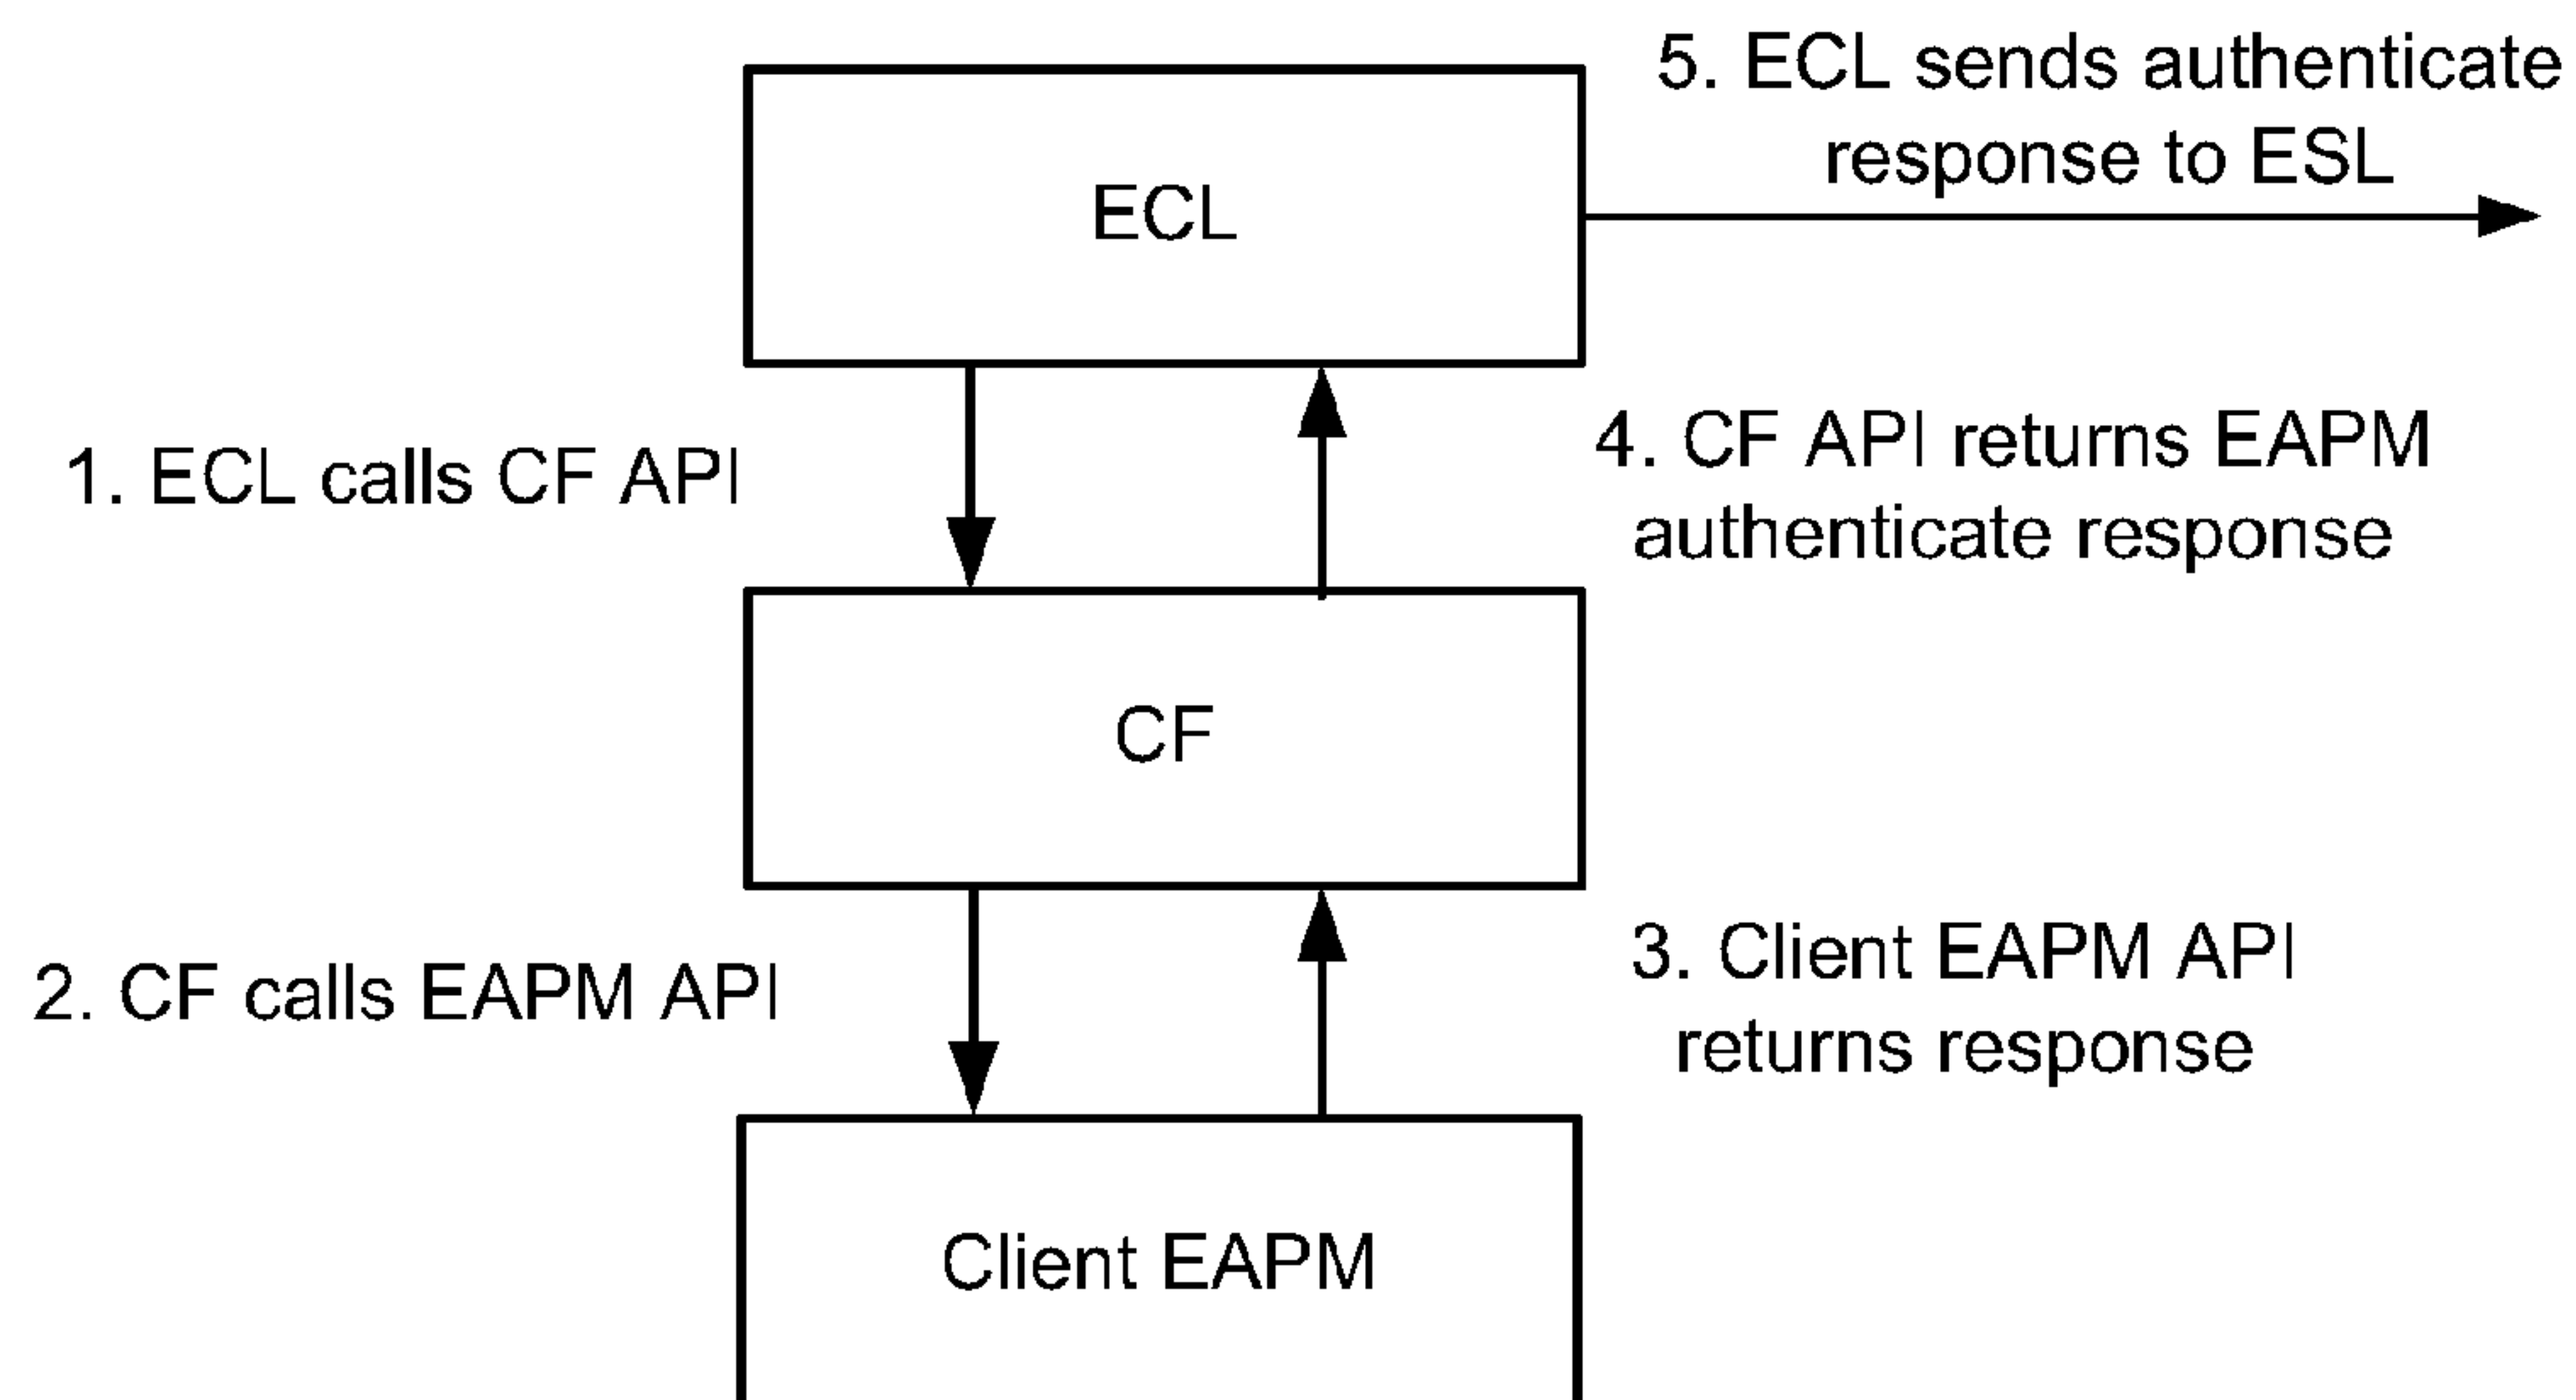 5. ECL sends authenticate
response to ESL
ECL
1. ECL calls CF API
4. CF API returns EAPM
authenticate response
CF
2. CF calls EAPM API
3. Client EAPM API
returns response
Client EAPM